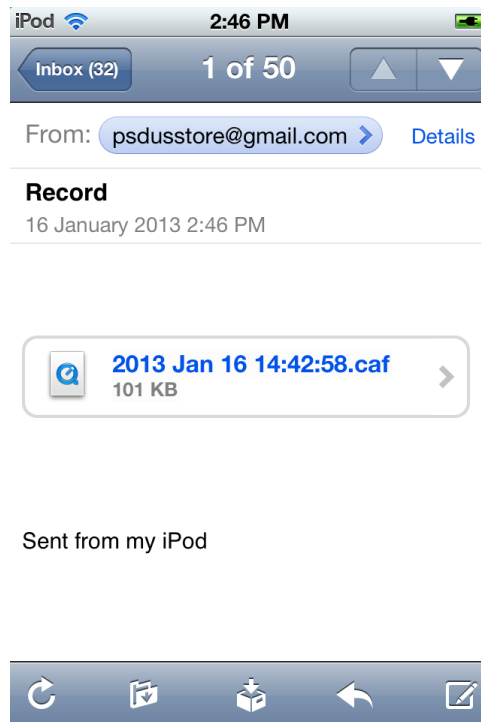 iPod 2:46 PM
Inbox (32) 1 of 50
From: psdusstore@gmail.com Details
Record
16 January 2013 2:46 PM
2013 Jan 16 14:42:58.caf
101 KB
Sent from my iPod